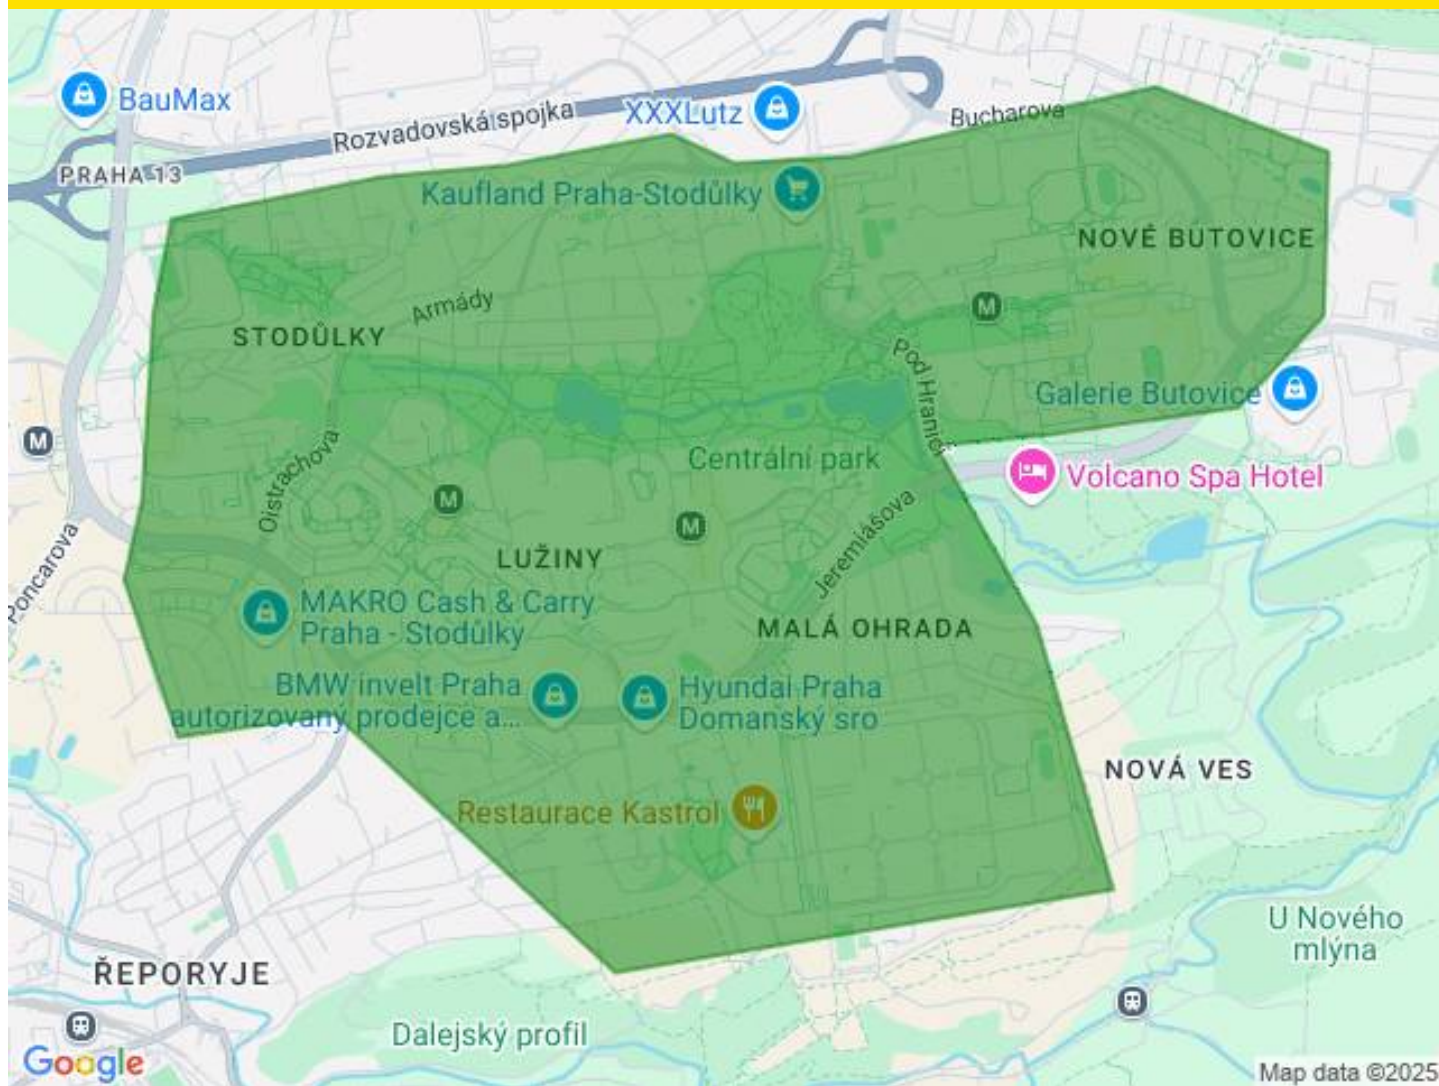 BauMax
XXXLutz
Bucharova
Rozvadovská spojka
PRAHA 13
Kaufland Praha-Stodůlky
NOVÉ BUTOVICE
Armády
M
STODŮLKY
Pod Hranicí
Galerie Butovice
M
Oistrachova
Centrální park
Volcano Spa Hotel
M
M
Jeremiášova
Poncarova
LUŽINY
MAKRO Cash & Carry
Praha - Stodůlky
MALÁ OHRADA
BMW invelt Praha
autorizovaný prodejce a...
Hyundai Praha
Domanský sro
NOVÁ VES
Restaurace Kastrol
U Nového
mlýna
ŘEPORYJE
Dalejský profil
Google
Map data ©2025